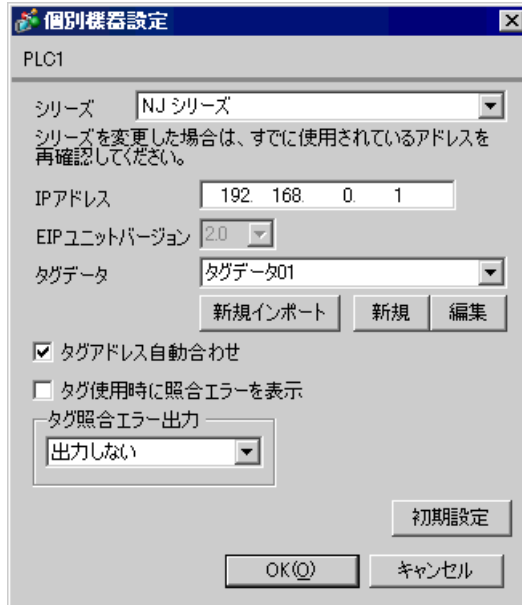 個別機器設定
PLC1
シリーズ NJ シリーズ
シリーズを変更した場合は、すでに使用されているアドレスを
再確認してください。
IPアドレス 192. 168. 0. 1
EIPユニットバージョン 2.0
タグデータ タグデータ01
新規インポート 新規 編集
タグアドレス自動合わせ
タグ使用時に照合エラーを表示
タグ照合エラー出力
出力しない
初期設定
OK(O) キャンセル